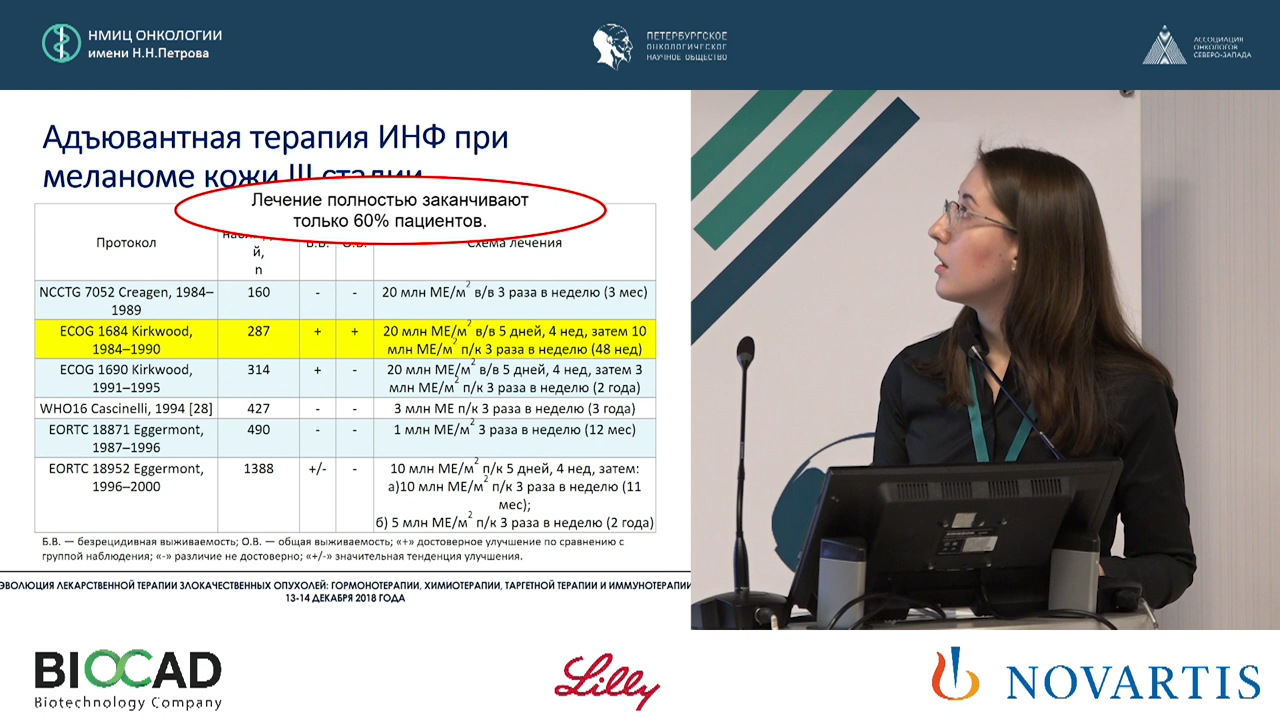 НМИЦ ОНКОЛОГИИ
имени Н.Н.Петрова
ПЕТЕРБУРГСКОЕ
ОНКОЛОГИЧЕСКОЕ
НАУЧНОЕ ОБЩЕСТВО
АССОЦИАЦИЯ
ОНКОЛОГОВ
СЕВЕРО-ЗАПАДА
Адъювантная терапия ИНФ при
меланоме кожи III стадии
Лечение полностью заканчивают
только 60% пациентов.
Протокол
й,
n
Б.В.
О.В.
Схема лечения
NCCTG 7052 Creagen, 1984–
1989
160 - - 20 млн МЕ/м2 в/в 3 раза в неделю (3 мес)
ECOG 1684 Kirkwood,
1984–1990
287 + + 20 млн МЕ/м2 в/в 5 дней, 4 нед, затем 10
млн МЕ/м2 п/к 3 раза в неделю (48 нед)
ECOG 1690 Kirkwood,
1991–1995
314 + - 20 млн МЕ/м2 в/в 5 дней, 4 нед, затем 3
млн МЕ/м2 п/к 3 раза в неделю (2 года)
WHO16 Cascinelli, 1994 [28] 427 - - 3 млн МЕ п/к 3 раза в неделю (3 года)
EORTC 18871 Eggermont,
1987–1996
490 - - 1 млн МЕ/м2 3 раза в неделю (12 мес)
EORTC 18952 Eggermont,
1996–2000
1388 +/- - 10 млн МЕ/м2 п/к 5 дней, 4 нед, затем:
а)10 млн МЕ/м2 п/к 3 раза в неделю (11
мес);
б) 5 млн МЕ/м2 п/к 3 раза в неделю (2 года)
Б.В. — безрецидивная выживаемость; О.В. — общая выживаемость; «+» достоверное улучшение по сравнению с
группой наблюдения; «-» различие не достоверно; «+/-» значительная тенденция улучшения.
ЭВОЛЮЦИЯ ЛЕКАРСТВЕННОЙ ТЕРАПИИ ЗЛОКАЧЕСТВЕННЫХ ОПУХОЛЕЙ: ГОРМОНОТЕРАПИИ, ХИМИОТЕРАПИИ, ТАРГЕТНОЙ ТЕРАПИИ И ИММУНОТЕРАПИИ
13-14 ДЕКАБРЯ 2018 ГОДА
BIOCAD
Biotechnology Company
Lilly
NOVARTIS